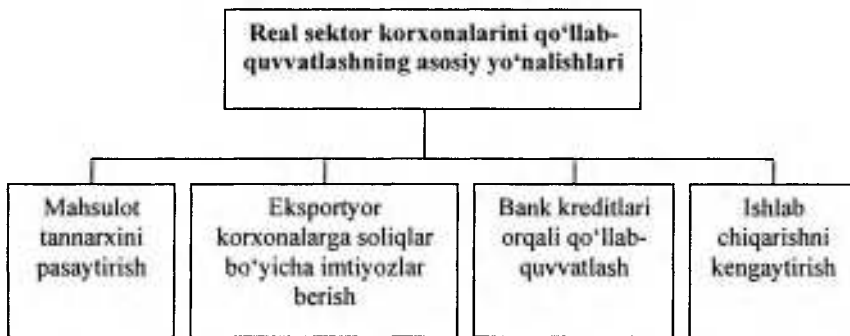 Real sektor korxonalarini qo‘llab-
quvvatlashning asosiy yo‘nalishlari
Mahsulot
tannarxini
pasaytirish
Eksportyor
korxonalarga soliqlar
bo‘yicha imtiyozlar
berish
Bank kreditlari
orqali qo‘llab-
quvvatlash
Ishlab
chiqarishni
kengaytirish